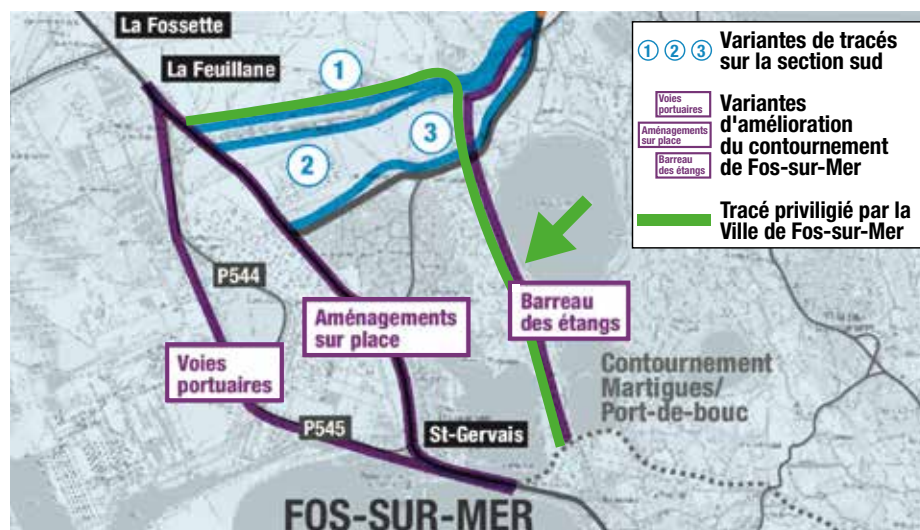 La Fossette
La Feuillane
1
2
3
P544
Aménagements
sur place
Barreau
des étangs
Voies
portuaires
Contournement
Martigues/
Port-de-bouc
P545
St-Gervais
FOS-SUR-MER
1 2 3
Variantes de tracés
sur la section sud
Voies
portuaires
Aménagements
sur place
Barreau
des étangs
Variantes
d'amélioration
du contournement
de Fos-sur-Mer
Tracé priviligié par la
Ville de Fos-sur-Mer